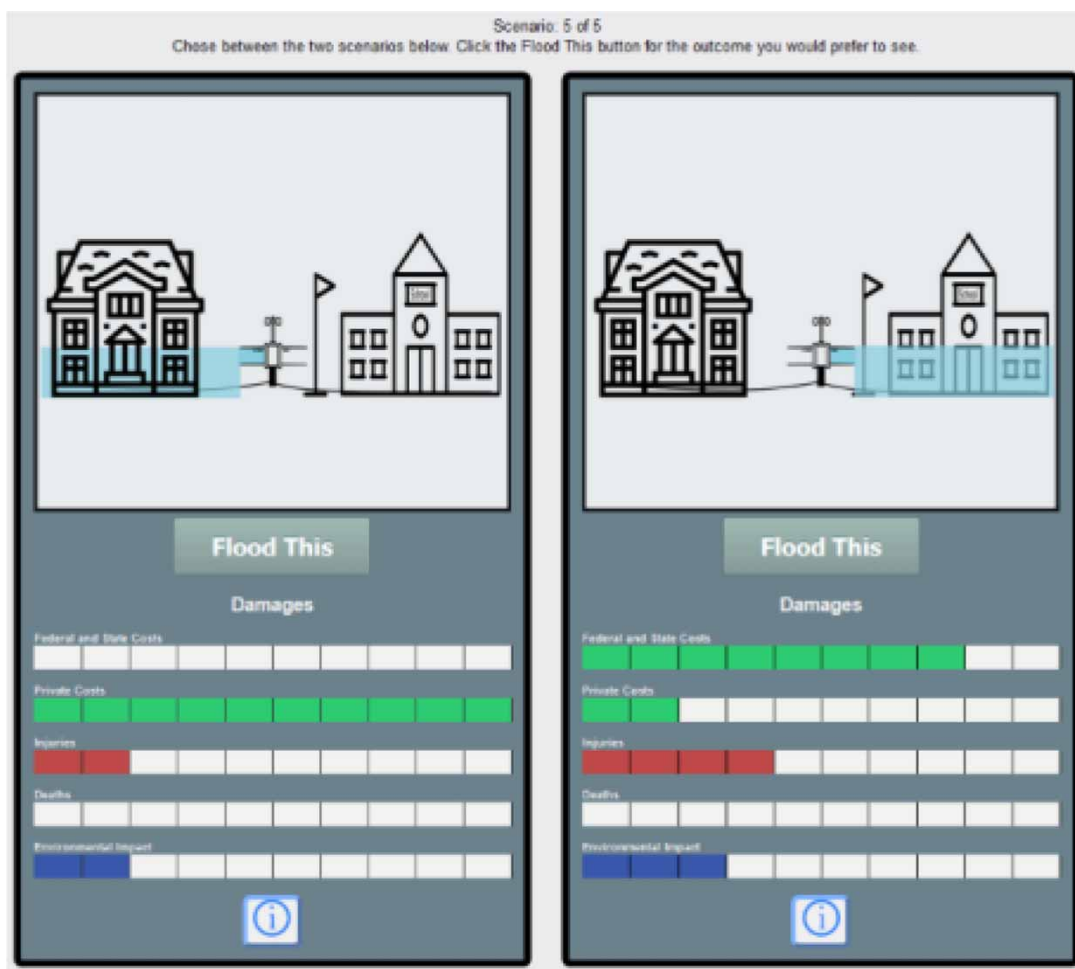 Scenario: 5 of 5
Chose between the two scenarios below. Click the Flood This button for the outcome you would prefer to see.
Flood This
Damages
Federal and State Costs
Private Costs
Injuries
Deaths
Environmental Impact
Flood This
Damages
Federal and State Costs
Private Costs
Injuries
Deaths
Environmental Impact